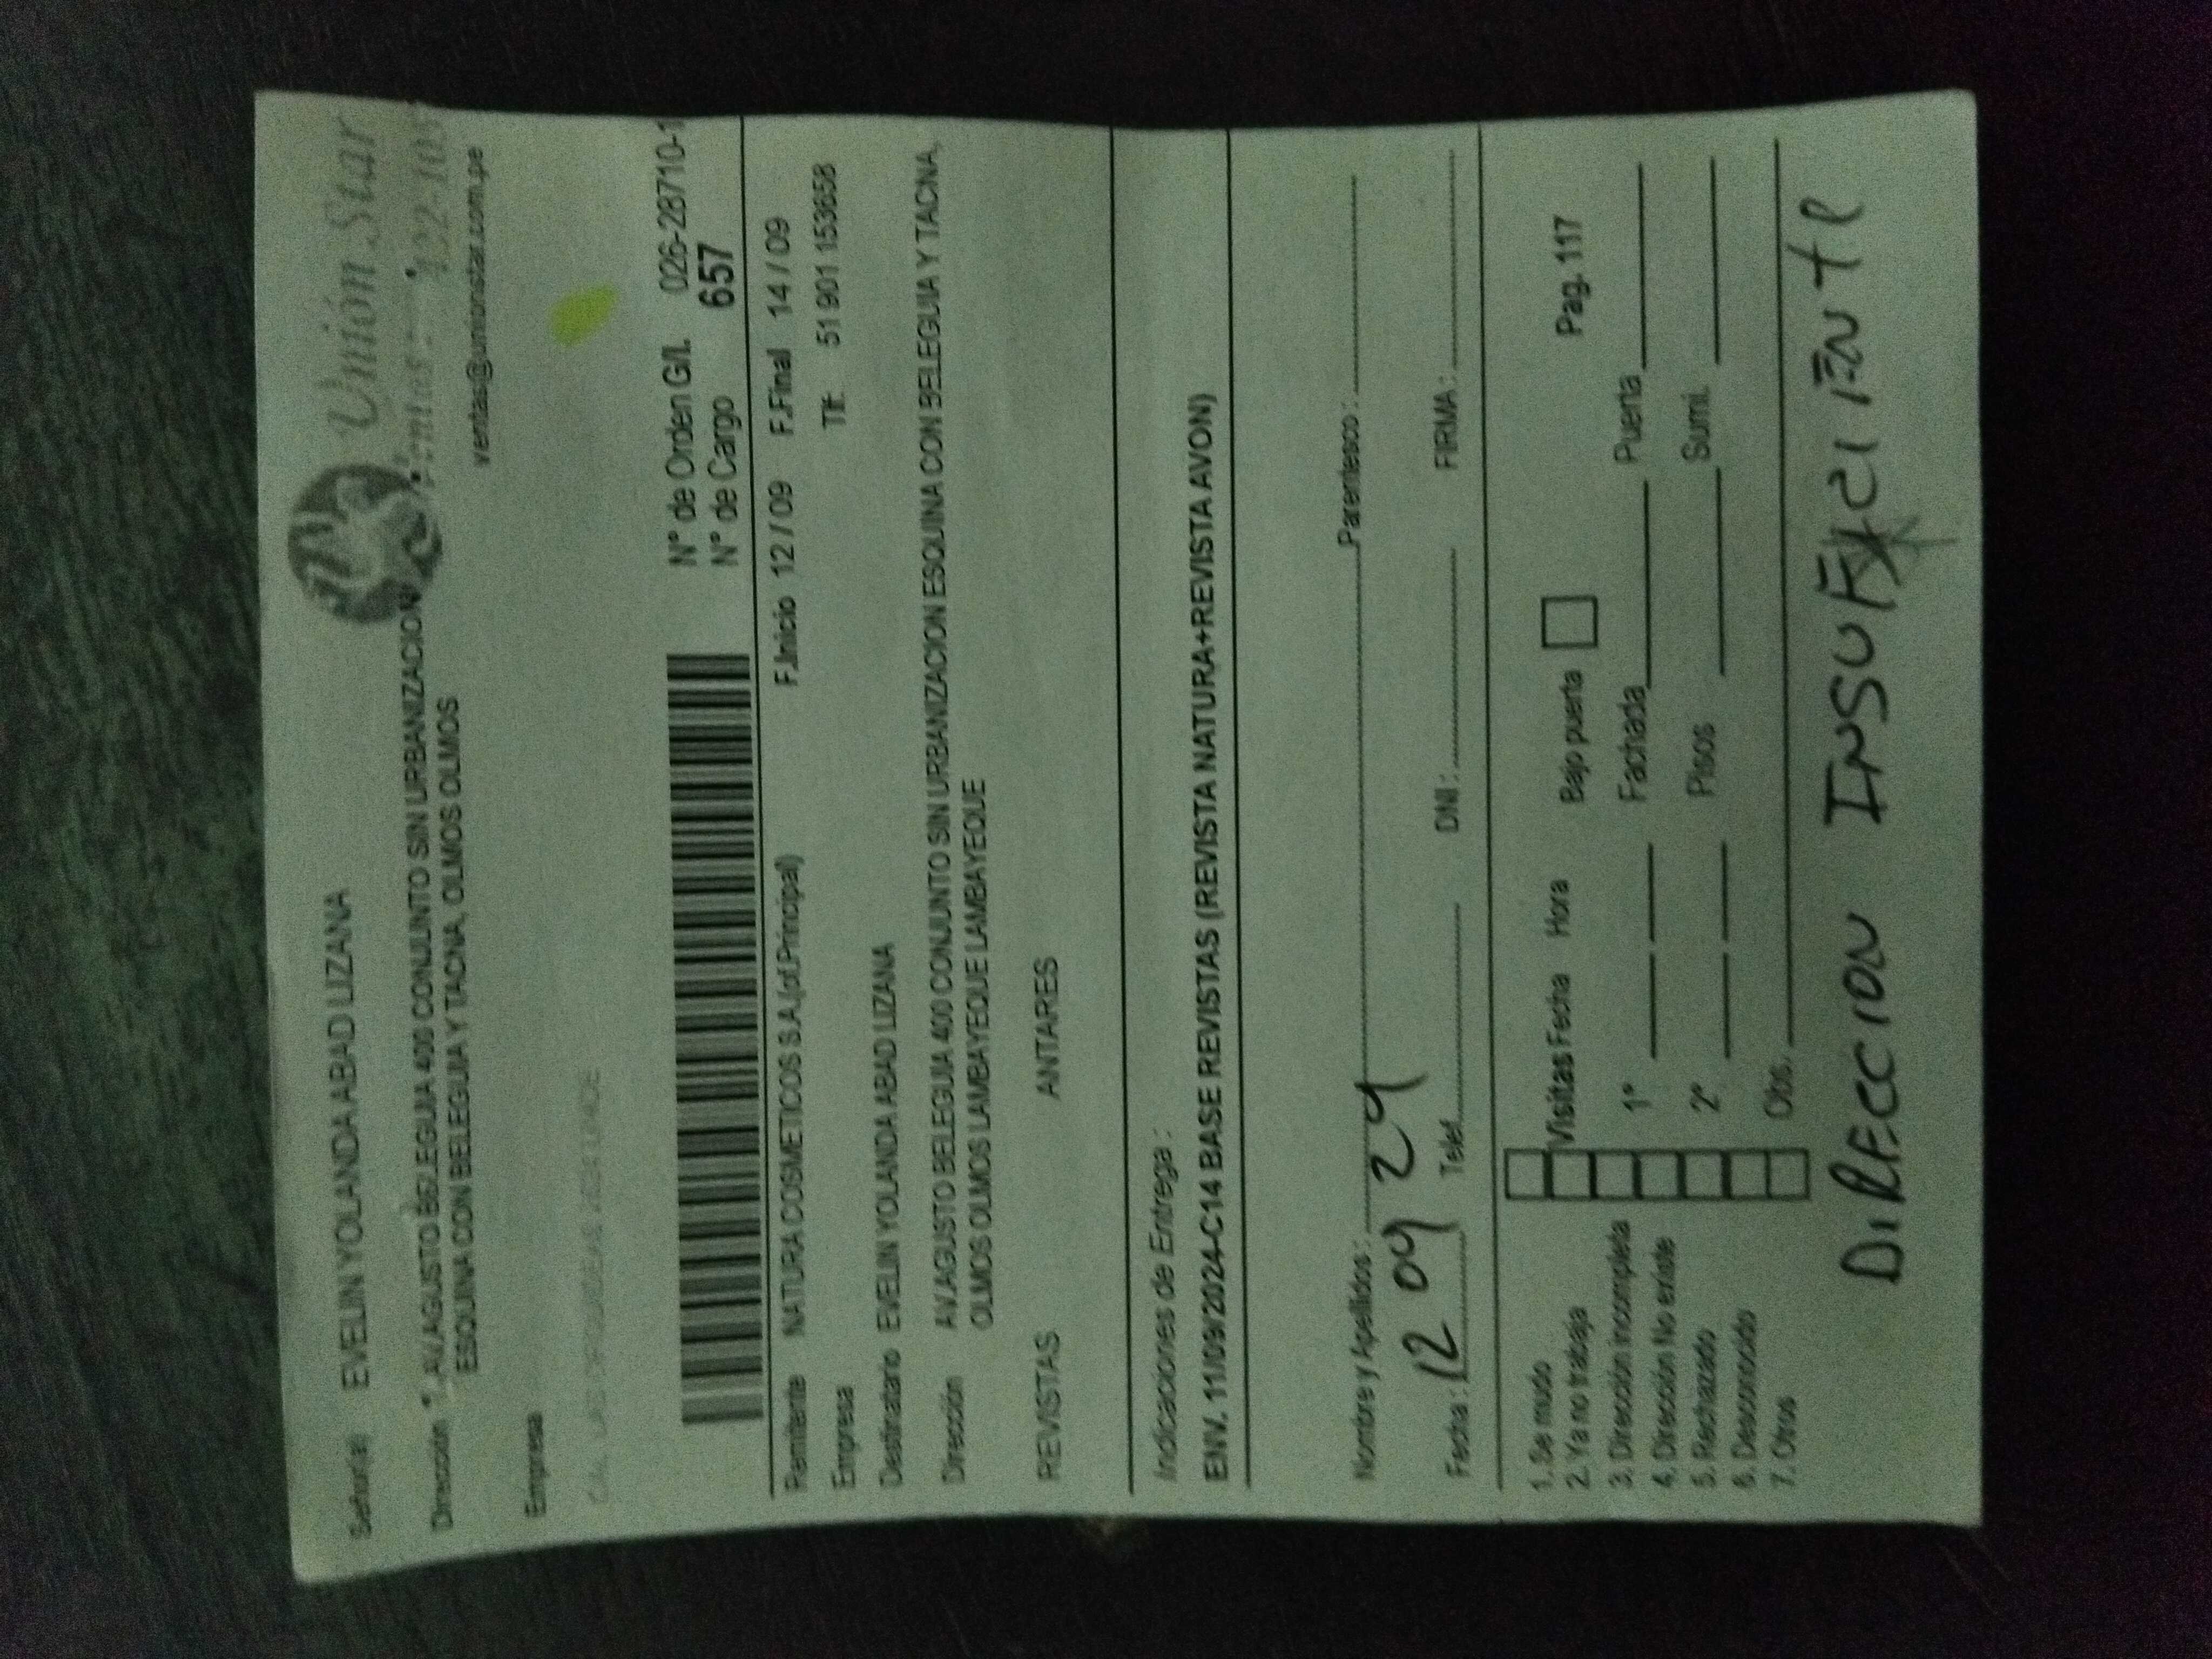 Unión Star
Señor(a) EVELIN YOLANDA ABAD LIZANA
Dirección AV.AGUSTO BELEGUIA 400 CONJUNTO SIN URBANIZACION
ESQUINA CON BELEGUIA Y TACNA, OLMOS OLMOS
ventas@unionstar.com.pe
Empresa
N° de Orden G/L 026-28710-1
N° de Cargo 657
Remitente NATURA COSMETICOS S.A.(of.Principal) F.Inicio 12 / 09 F.Final 14 / 09
Empresa Tlf. 51 901 153658
Destinatario EVELIN YOLANDA ABAD LIZANA
Dirección AV.AGUSTO BELEGUIA 400 CONJUNTO SIN URBANIZACION ESQUINA CON BELEGUIA Y TACNA,
OLMOS OLMOS LAMBAYEQUE LAMBAYEQUE
REVISTAS ANTARES
Indicaciones de Entrega :
ENV. 11/09/2024-C14 BASE REVISTAS (REVISTA NATURA+REVISTA AVON)
Nombre y Apellidos : Parentesco :
Fecha : 12 09 24 Telef. DNI : FIRMA :
1. Se mudo
2. Ya no trabaja Visitas Fecha Hora Bajo puerta Pag. 117
3. Dirección incompleta 1° Fachada Puerta
4. Dirección No existe
5. Rechazado 2° Pisos Sumi.
6. Desconocido
7. Otros Obs.
DIRECCION INSUFICIENTE